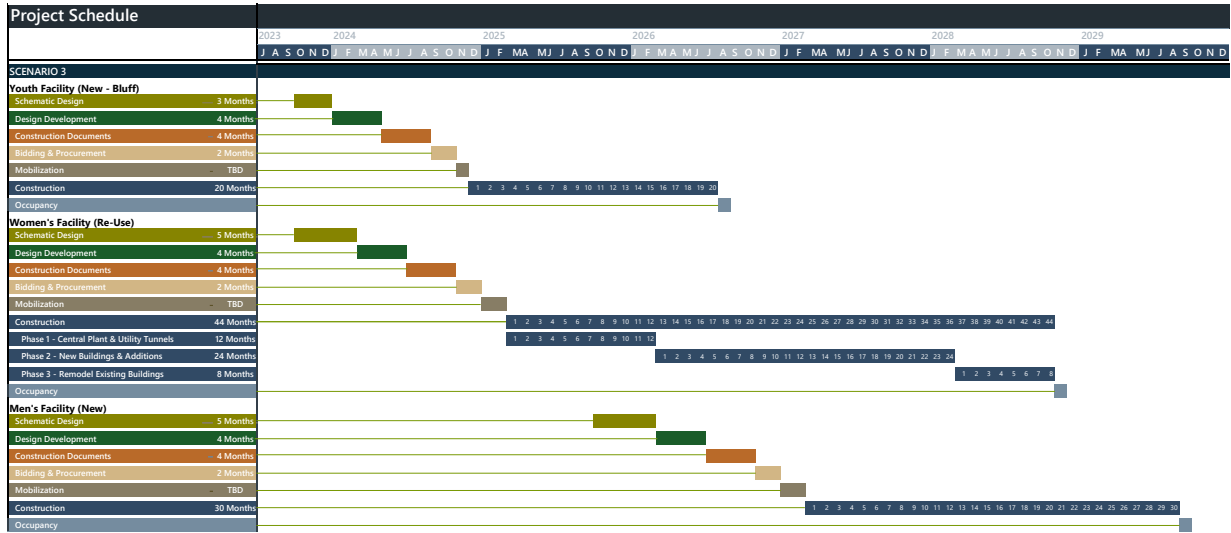 Project Schedule
2023 2024 2025 2026 2027 2028 2029
J A S O N D J F M A M J J A S O N D J F MA MJ J A S O N D J F M A M J J A S O N D J F MA MJ J A S O N D J F M A M J J A S O N D J F MA MJ J A S O N D
SCENARIO 3
Youth Facility (New - Bluff)
Schematic Design 3 Months
Design Development 4 Months
Construction Documents 4 Months
Bidding & Procurement 2 Months
Mobilization - TBD
Construction 20 Months 1 2 3 4 5 6 7 8 9 10 11 12 13 14 15 16 17 18 19 20
Occupancy
Women's Facility (Re-Use)
Schematic Design 5 Months
Design Development 4 Months
Construction Documents 4 Months
Bidding & Procurement 2 Months
Mobilization - TBD
Construction 44 Months 1 2 3 4 5 6 7 8 9 10 11 12 13 14 15 16 17 18 19 20 21 22 23 24 25 26 27 28 29 30 31 32 33 34 35 36 37 38 39 40 41 42 43 44
Phase 1 - Central Plant & Utility Tunnels 12 Months 1 2 3 4 5 6 7 8 9 10 11 12
Phase 2 - New Buildings & Additions 24 Months 1 2 3 4 5 6 7 8 9 10 11 12 13 14 15 16 17 18 19 20 21 22 23 24
Phase 3 - Remodel Existing Buildings 8 Months 1 2 3 4 5 6 7 8
Occupancy
Men's Facility (New)
Schematic Design 5 Months
Design Development 4 Months
Construction Documents 4 Months
Bidding & Procurement 2 Months
Mobilization - TBD
Construction 30 Months 1 2 3 4 5 6 7 8 9 10 11 12 13 14 15 16 17 18 19 20 21 22 23 24 25 26 27 28 29 30
Occupancy